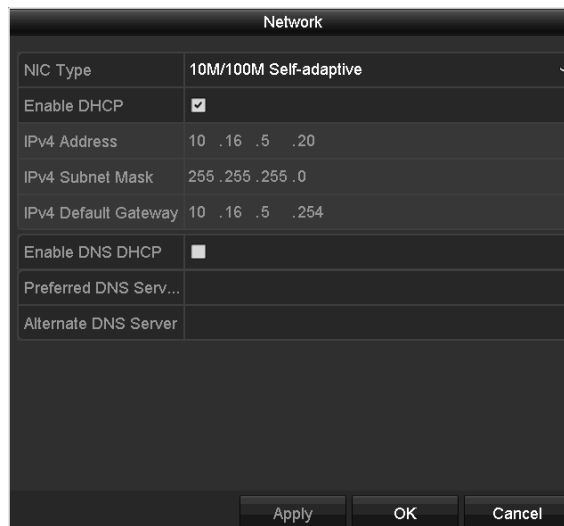 Network
NIC Type 10M/100M Self-adaptive
Enable DHCP
IPv4 Address 10 .16 .5 .20
IPv4 Subnet Mask 255.255.255.0
IPv4 Default Gateway 10 .16 .5 .254
Enable DNS DHCP
Preferred DNS Serv...
Alternate DNS Server
Apply OK Cancel